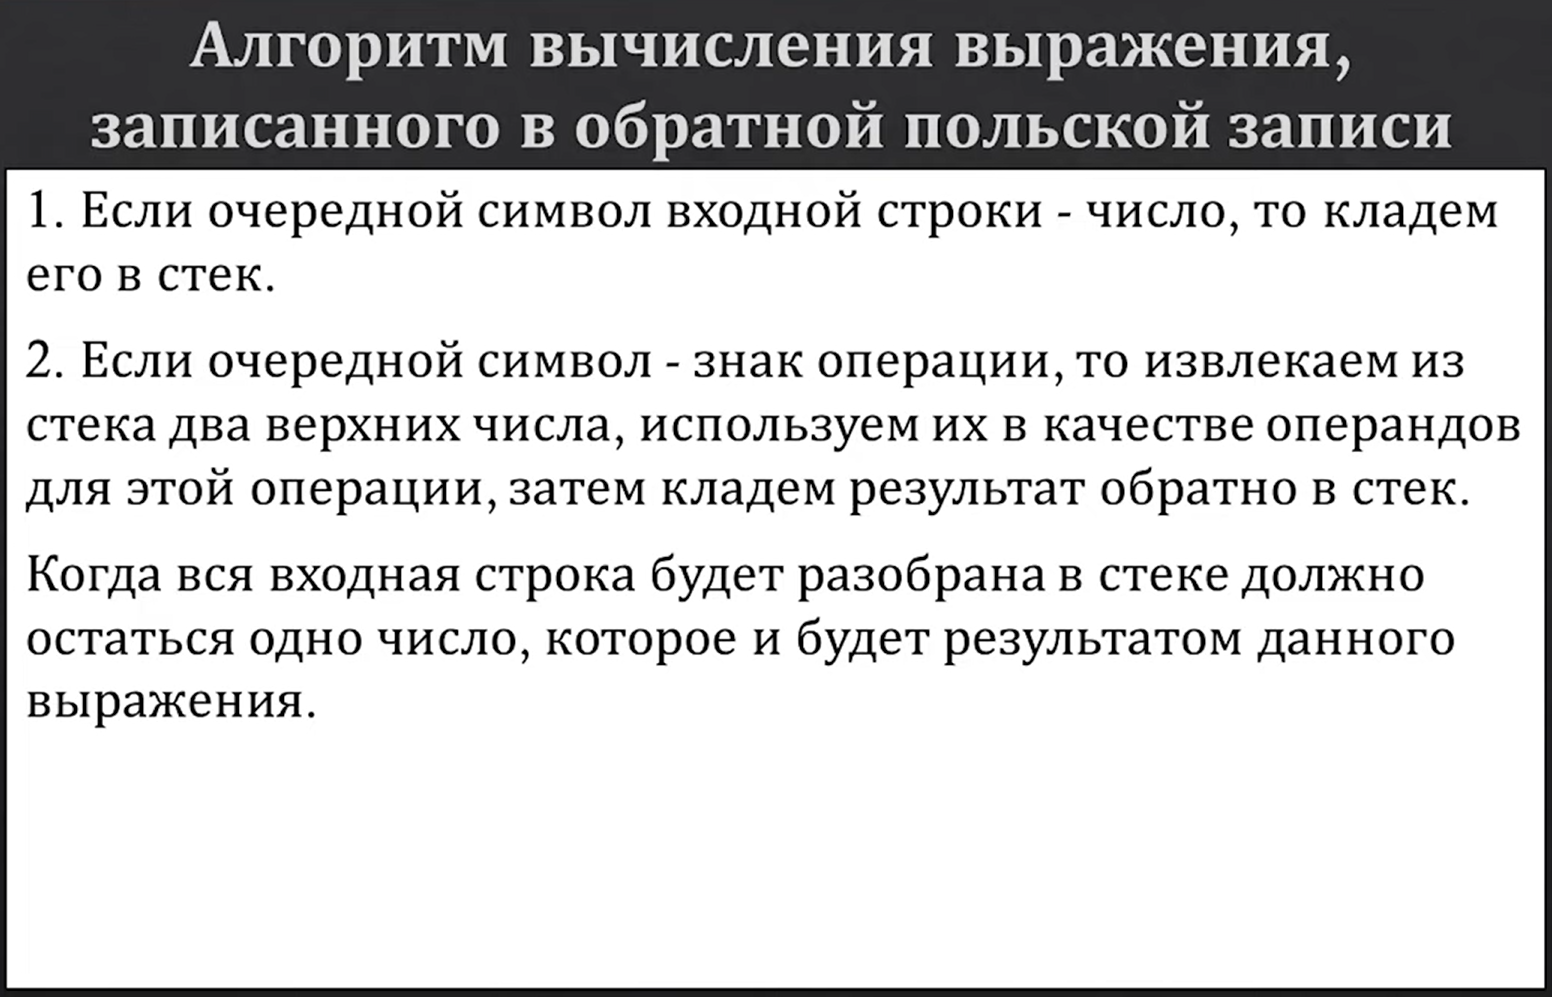 Алгоритм вычисления выражения,
записанного в обратной польской записи
1. Если очередной символ входной строки - число, то кладем
его в стек.
2. Если очередной символ - знак операции, то извлекаем из
стека два верхних числа, используем их в качестве операндов
для этой операции, затем кладем результат обратно в стек.
Когда вся входная строка будет разобрана в стеке должно
остаться одно число, которое и будет результатом данного
выражения.